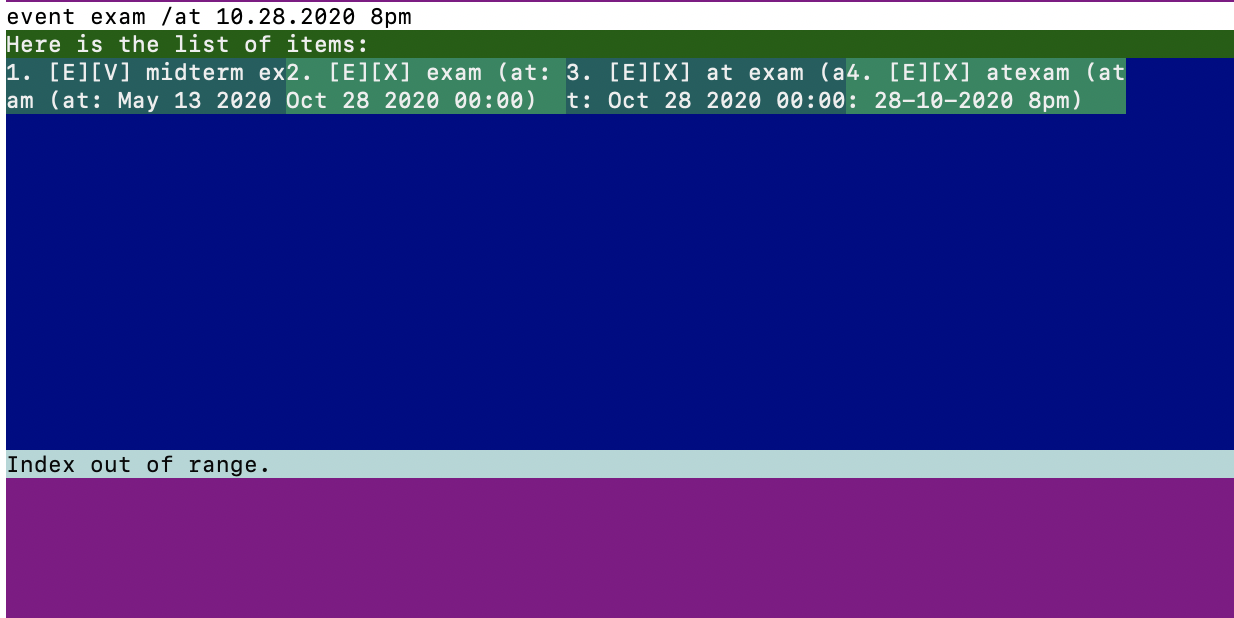 event exam /at 10.28.2020 8pm
Here is the list of items:
1. [E][V] midterm ex
am (at: May 13 2020
2. [E][X] exam (at:
Oct 28 2020 00:00)
3. [E][X] at exam (a
t: Oct 28 2020 00:00
4. [E][X] atexam (at
: 28-10-2020 8pm)
Index out of range.